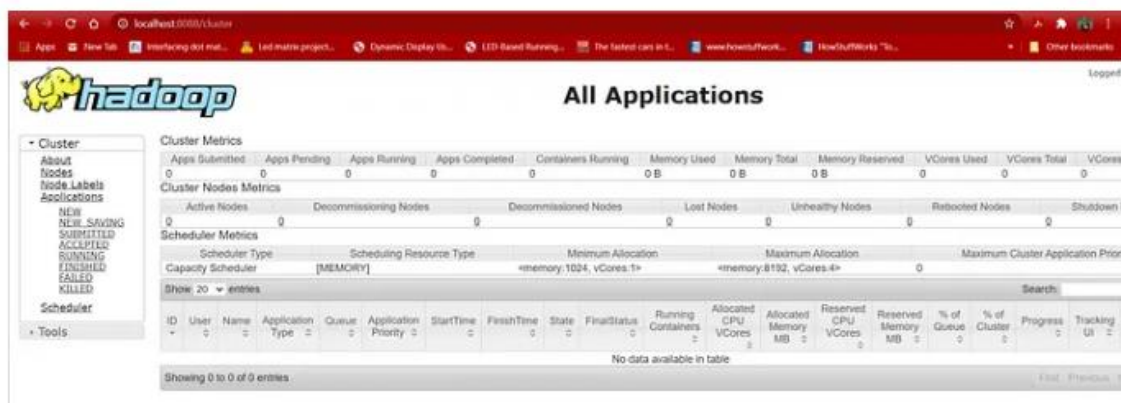 localhost:8088/cluster
Apps New Tab Interfacing dot mat... Led matrix project... Dynamic Display Us... LED-Based Running... The fastest cars in t... www.howstuffwork... HowStuffWorks "To... Other bookmarks
Logged
hadoop
All Applications
Cluster
About
Nodes
Node Labels
Applications
NEW
NEW_SAVING
SUBMITTED
ACCEPTED
RUNNING
FINISHED
FAILED
KILLED
Scheduler
Tools
Cluster Metrics
Apps Submitted Apps Pending Apps Running Apps Completed Containers Running Memory Used Memory Total Memory Reserved VCores Used VCores Total VCores
0 0 0 0 0 0 B 0 B 0 B 0 0 0
Cluster Nodes Metrics
Active Nodes Decommissioning Nodes Decommissioned Nodes Lost Nodes Unhealthy Nodes Rebooted Nodes Shutdown
0 0 0 0 0 0 0
Scheduler Metrics
Scheduler Type Scheduling Resource Type Minimum Allocation Maximum Allocation Maximum Cluster Application Prior
Capacity Scheduler [MEMORY] <memory:1024, vCores:1> <memory:8192, vCores:4> 0
Show 20 entries Search:
ID User Name Application Type Queue Application Priority StartTime FinishTime State FinalStatus Running Containers Allocated CPU VCores Allocated Memory MB Reserved CPU VCores Reserved Memory MB % of Queue % of Cluster Progress Tracking UI
No data available in table
Showing 0 to 0 of 0 entries First Previous